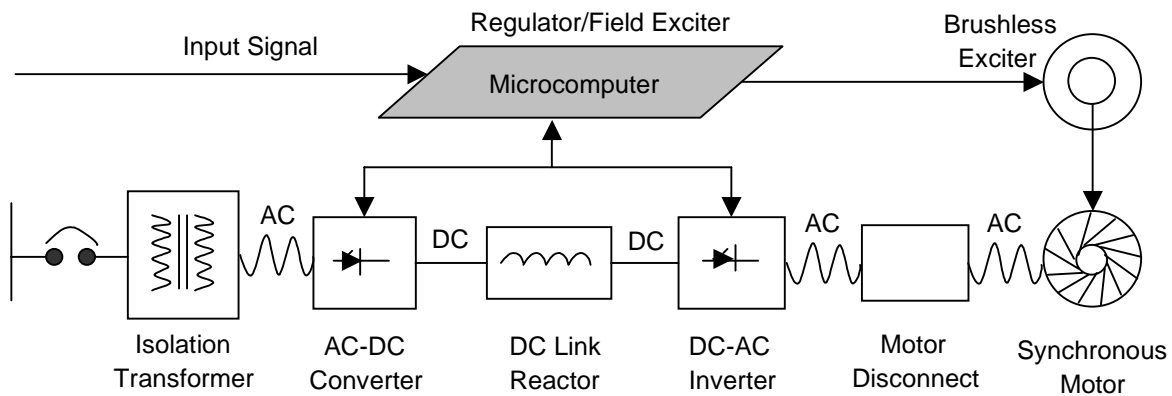 Regulator/Field Exciter
Brushless
Exciter
Input Signal
Microcomputer
AC
DC
DC
AC
AC
Isolation
Transformer
AC-DC
Converter
DC Link
Reactor
DC-AC
Inverter
Motor
Disconnect
Synchronous
Motor